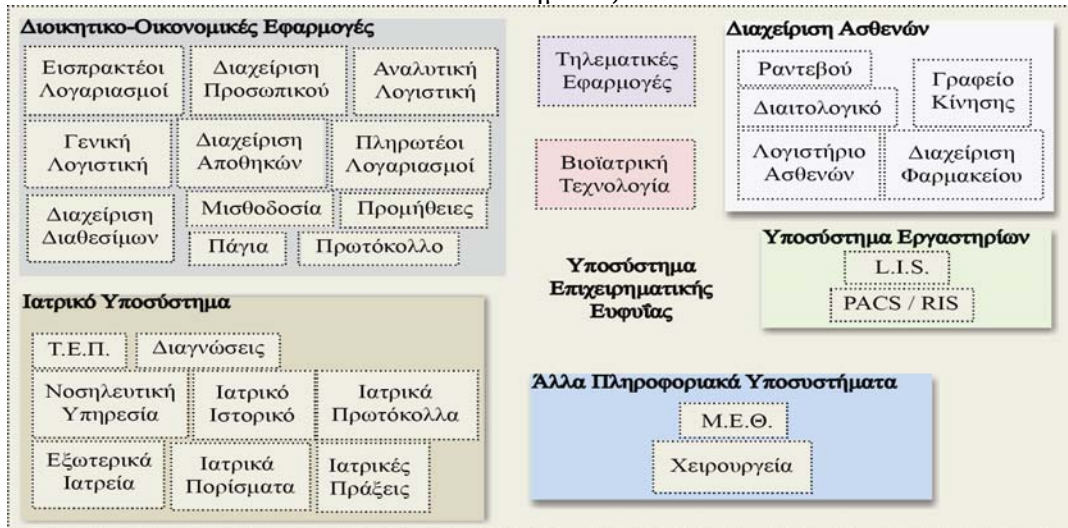 Διοικητικο-Οικονομικές Εφαρμογές
Εισπρακτέοι
Λογαριασμοί
Διαχείριση
Προσωπικού
Αναλυτική
Λογιστική
Γενική
Λογιστική
Διαχείριση
Αποθηκών
Πληρωτέοι
Λογαριασμοί
Διαχείριση
Διαθεσίμων
Μισθοδοσία
Προμήθειες
Πάγια
Πρωτόκολλο
Τηλεματικές
Εφαρμογές
Βιοϊατρική
Τεχνολογία
Διαχείριση Ασθενών
Ραντεβού
Διαιτολογικό
Γραφείο
Κίνησης
Λογιστήριο
Ασθενών
Διαχείριση
Φαρμακείου
Υποσύστημα
Επιχειρηματικής
Ευφυΐας
Υποσύστημα Εργαστηρίων
L.I.S.
PACS / RIS
Ιατρικό Υποσύστημα
Τ.Ε.Π.
Διαγνώσεις
Νοσηλευτική
Υπηρεσία
Ιατρικό
Ιστορικό
Ιατρικά
Πρωτόκολλα
Εξωτερικά
Ιατρεία
Ιατρικά
Πορίσματα
Ιατρικές
Πράξεις
Άλλα Πληροφοριακά Υποσυστήματα
Μ.Ε.Θ.
Χειρουργεία